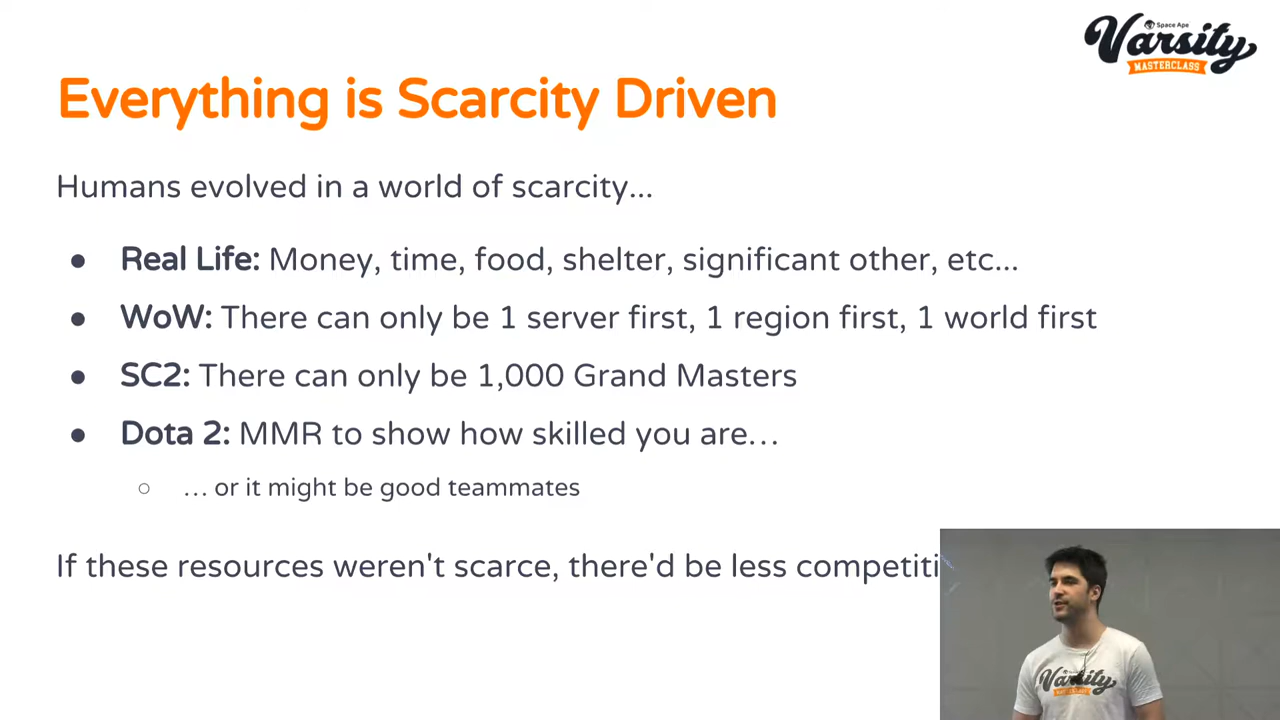 Space Ape
Varsity
MASTERCLASS
Everything is Scarcity Driven
Humans evolved in a world of scarcity...
● Real Life: Money, time, food, shelter, significant other, etc...
● WoW: There can only be 1 server first, 1 region first, 1 world first
● SC2: There can only be 1,000 Grand Masters
● Dota 2: MMR to show how skilled you are...
○ ... or it might be good teammates
If these resources weren't scarce, there'd be less competiti
Varsity